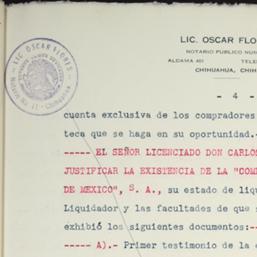 LIC. OSCAR FLORES
LIC. OSCAR FLO
NOTARIO PUBLICO NUM
ALDAMA 401 TELE
CHIHUAHUA, CHIH
- 4 -
cuenta exclusiva de los compradores
teca que se haga en su oportunidad.-
----- EL SEÑOR LICENCIADO DON CARLOS
JUSTIFICAR LA EXISTENCIA DE LA "COM
DE MEXICO", S. A., su estado de liqu
Liquidador y las facultades de que s
exhibió los siguientes documentos:--
----- A).- Primer testimonio de la e